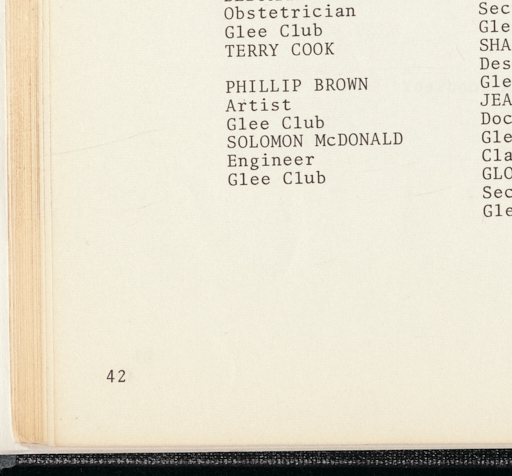 Obstetrician
Glee Club
TERRY COOK
PHILLIP BROWN
Artist
Glee Club
SOLOMON McDONALD
Engineer
Glee Club
Sec
Gle
SHA
Des
Gle
JEA
Doc
Gle
Cla
GLO
Sec
Gle
42